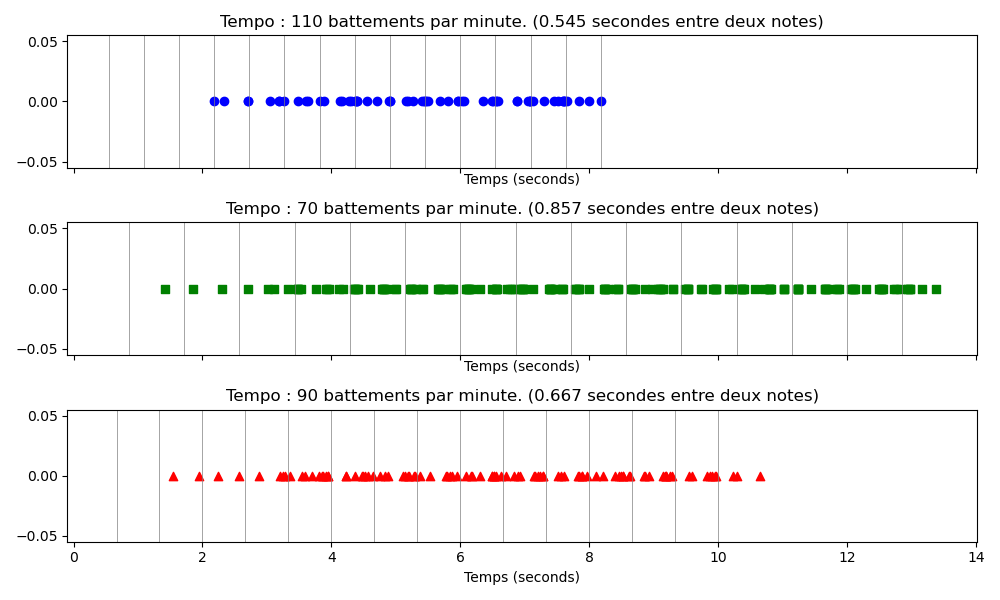 Tempo : 110 battements par minute. (0.545 secondes entre deux notes)
0.05
0.00
−0.05
Temps (seconds)
Tempo : 70 battements par minute. (0.857 secondes entre deux notes)
0.05
0.00
−0.05
Temps (seconds)
Tempo : 90 battements par minute. (0.667 secondes entre deux notes)
0.05
0.00
−0.05
0 2 4 6 8 10 12 14
Temps (seconds)